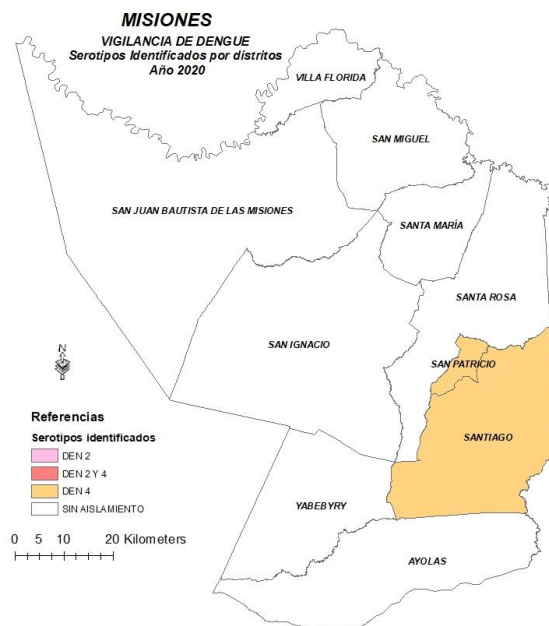 MISIONES
VIGILANCIA DE DENGUE
Serotipos Identificados por distritos
Año 2020
VILLA FLORIDA
SAN MIGUEL
SAN JUAN BAUTISTA DE LAS MISIONES
SANTA MARÍA
SANTA ROSA
SAN IGNACIO
SAN PATRICIO
SANTIAGO
YABEBYRY
AYOLAS
N
Referencias
Serotipos identificados
DEN 2
DEN 2 Y 4
DEN 4
SIN AISLAMIENTO
0 5 10 20 Kilometers